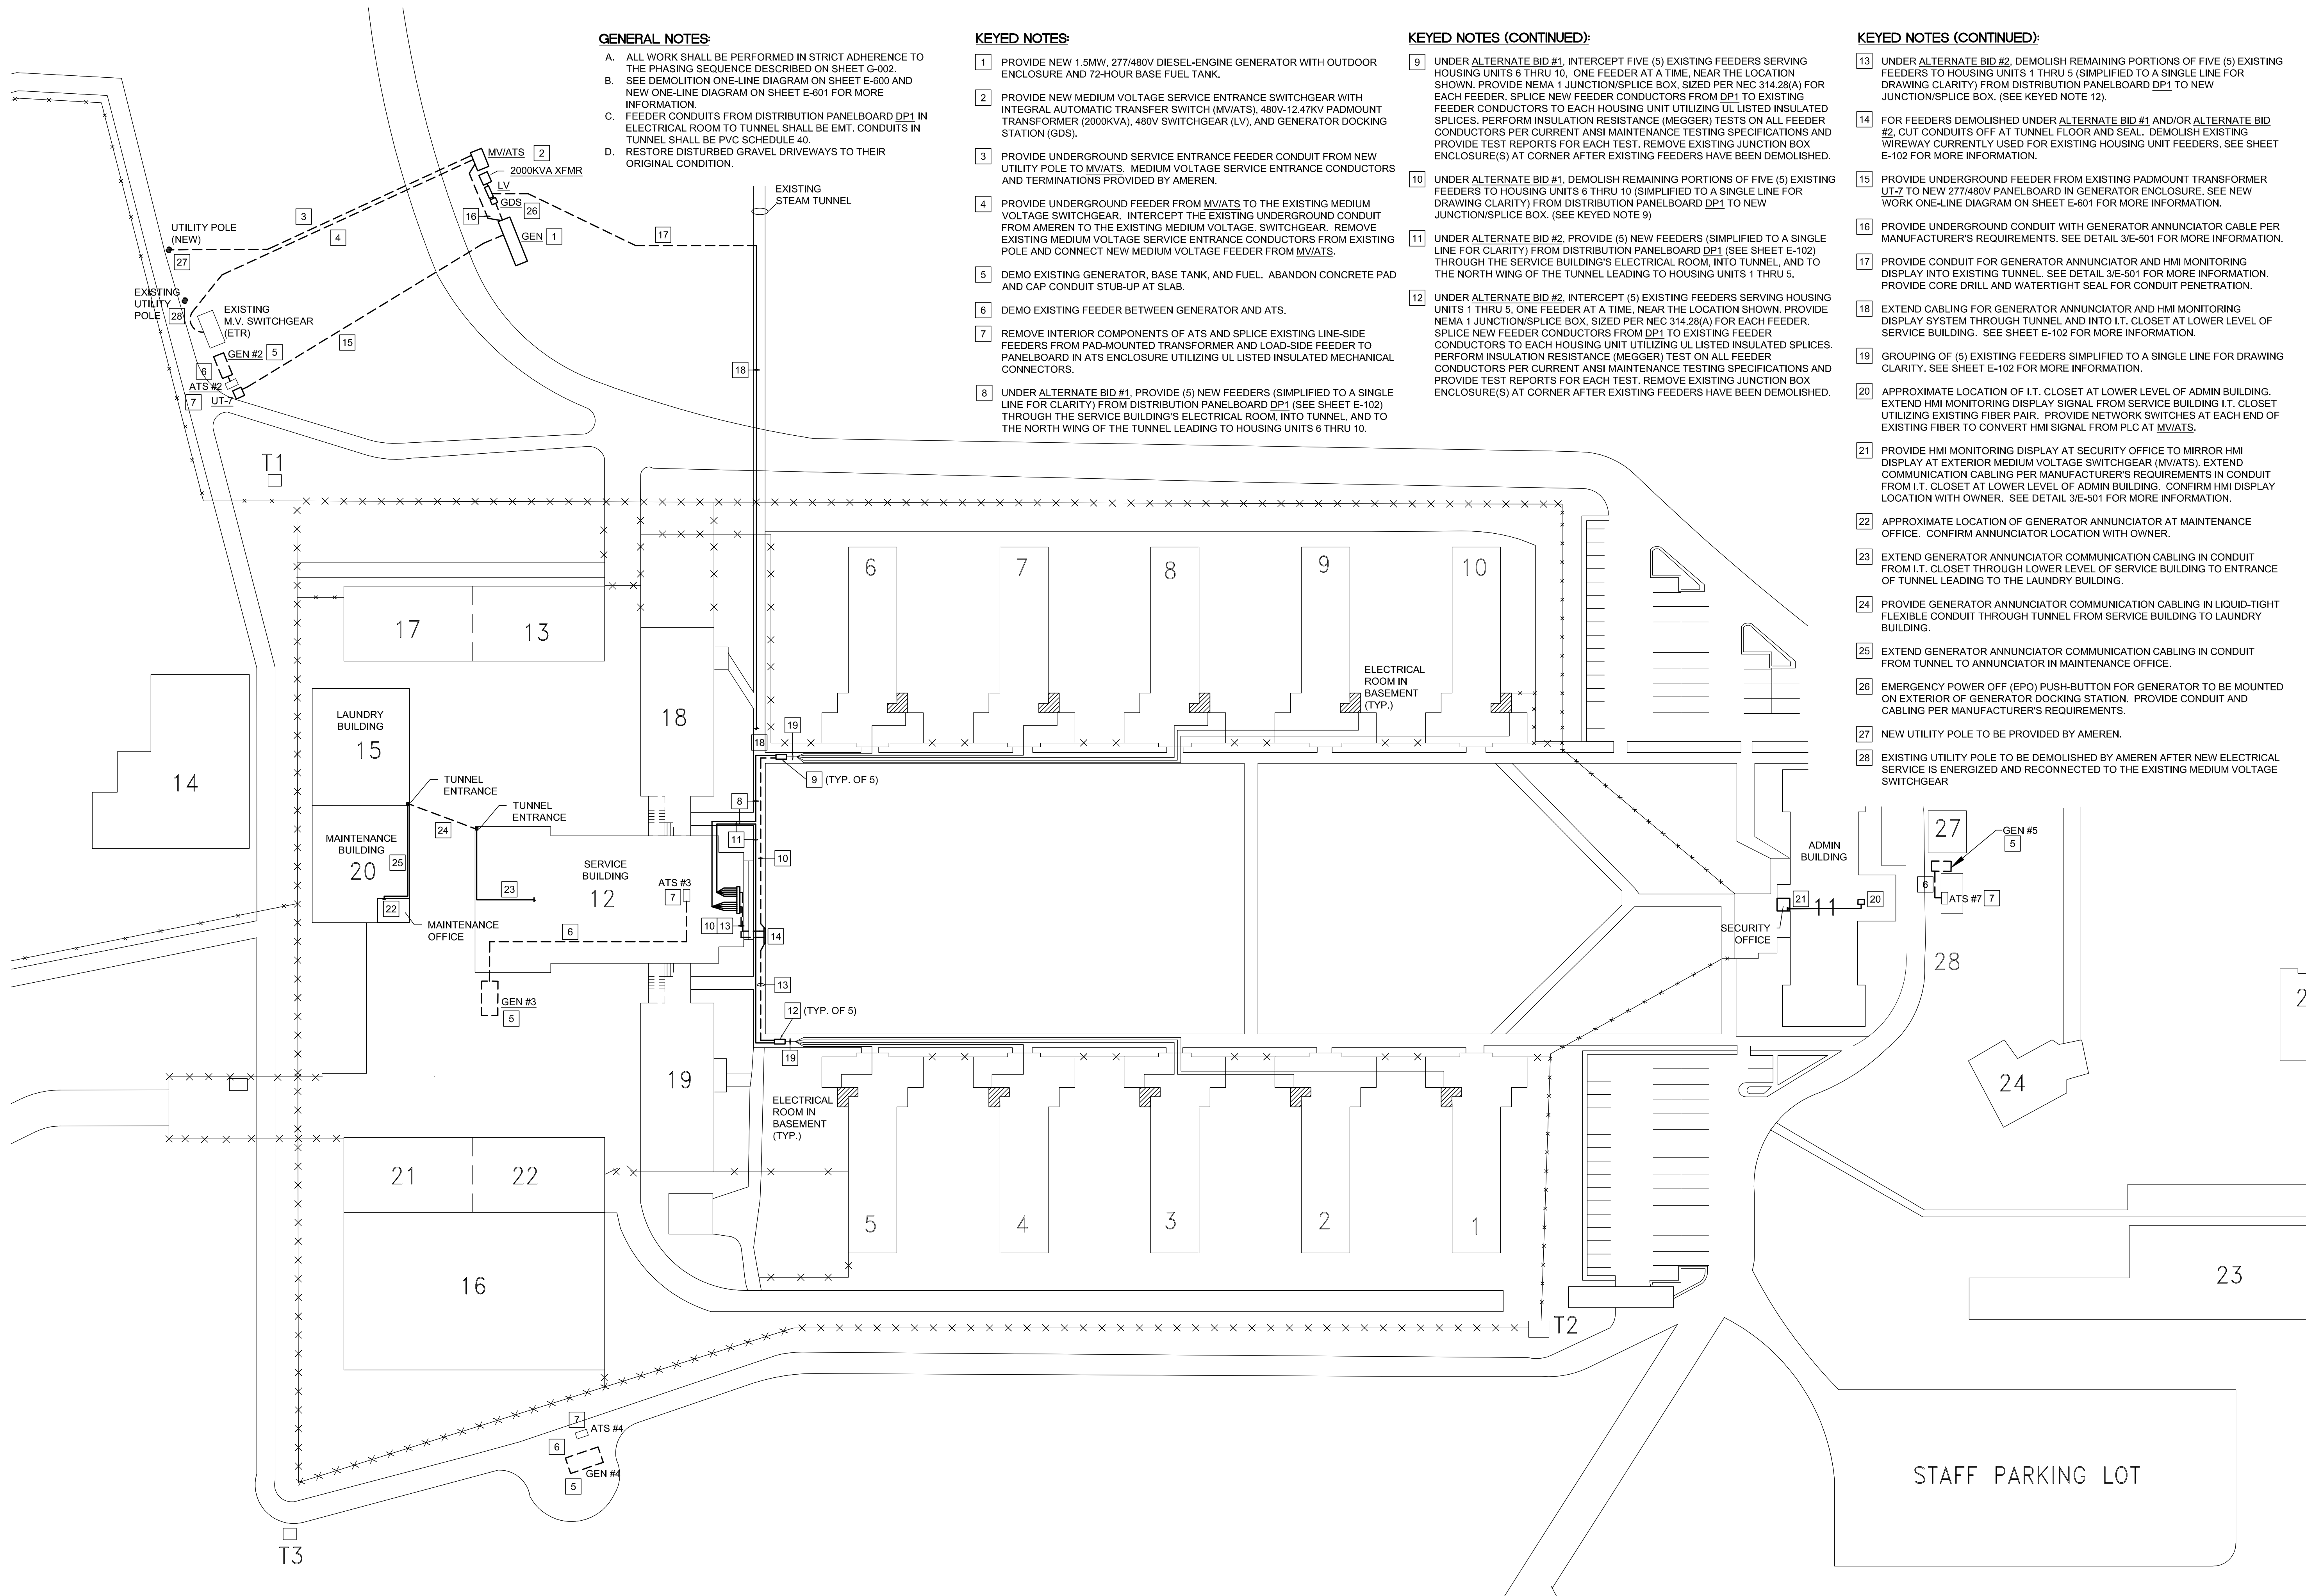 GENERAL NOTES:
A. ALL WORK SHALL BE PERFORMED IN STRICT ADHERENCE TO
THE PHASING SEQUENCE DESCRIBED ON SHEET G-002.
B. SEE DEMOLITION ONE-LINE DIAGRAM ON SHEET E-600 AND
NEW ONE-LINE DIAGRAM ON SHEET E-601 FOR MORE
INFORMATION.
C. FEEDER CONDUITS FROM DISTRIBUTION PANELBOARD DP1 IN
ELECTRICAL ROOM TO TUNNEL SHALL BE EMT. CONDUITS IN
TUNNEL SHALL BE PVC SCHEDULE 40.
D. RESTORE DISTURBED GRAVEL DRIVEWAYS TO THEIR
ORIGINAL CONDITION.
KEYED NOTES:
1 PROVIDE NEW 1.5MW, 277/480V DIESEL-ENGINE GENERATOR WITH OUTDOOR
ENCLOSURE AND 72-HOUR BASE FUEL TANK.
2 PROVIDE NEW MEDIUM VOLTAGE SERVICE ENTRANCE SWITCHGEAR WITH
INTEGRAL AUTOMATIC TRANSFER SWITCH (MV/ATS), 480V-12.47KV PADMOUNT
TRANSFORMER (2000KVA), 480V SWITCHGEAR (LV), AND GENERATOR DOCKING
STATION (GDS).
3 PROVIDE UNDERGROUND SERVICE ENTRANCE FEEDER CONDUIT FROM NEW
UTILITY POLE TO MV/ATS. MEDIUM VOLTAGE SERVICE ENTRANCE CONDUCTORS
AND TERMINATIONS PROVIDED BY AMEREN.
4 PROVIDE UNDERGROUND FEEDER FROM MV/ATS TO THE EXISTING MEDIUM
VOLTAGE SWITCHGEAR. INTERCEPT THE EXISTING UNDERGROUND CONDUIT
FROM AMEREN TO THE EXISTING MEDIUM VOLTAGE. SWITCHGEAR. REMOVE
EXISTING MEDIUM VOLTAGE SERVICE ENTRANCE CONDUCTORS FROM EXISTING
POLE AND CONNECT NEW MEDIUM VOLTAGE FEEDER FROM MV/ATS.
5 DEMO EXISTING GENERATOR, BASE TANK, AND FUEL. ABANDON CONCRETE PAD
AND CAP CONDUIT STUB-UP AT SLAB.
6 DEMO EXISTING FEEDER BETWEEN GENERATOR AND ATS.
7 REMOVE INTERIOR COMPONENTS OF ATS AND SPLICE EXISTING LINE-SIDE
FEEDERS FROM PAD-MOUNTED TRANSFORMER AND LOAD-SIDE FEEDER TO
PANELBOARD IN ATS ENCLOSURE UTILIZING UL LISTED INSULATED MECHANICAL
CONNECTORS.
8 UNDER ALTERNATE BID #1, PROVIDE (5) NEW FEEDERS (SIMPLIFIED TO A SINGLE
LINE FOR CLARITY) FROM DISTRIBUTION PANELBOARD DP1 (SEE SHEET E-102)
THROUGH THE SERVICE BUILDING'S ELECTRICAL ROOM, INTO TUNNEL, AND TO
THE NORTH WING OF THE TUNNEL LEADING TO HOUSING UNITS 6 THRU 10.
KEYED NOTES (CONTINUED):
9 UNDER ALTERNATE BID #1, INTERCEPT FIVE (5) EXISTING FEEDERS SERVING
HOUSING UNITS 6 THRU 10, ONE FEEDER AT A TIME, NEAR THE LOCATION
SHOWN. PROVIDE NEMA 1 JUNCTION/SPLICE BOX, SIZED PER NEC 314.28(A) FOR
EACH FEEDER. SPLICE NEW FEEDER CONDUCTORS FROM DP1 TO EXISTING
FEEDER CONDUCTORS TO EACH HOUSING UNIT UTILIZING UL LISTED INSULATED
SPLICES. PERFORM INSULATION RESISTANCE (MEGGER) TESTS ON ALL FEEDER
CONDUCTORS PER CURRENT ANSI MAINTENANCE TESTING SPECIFICATIONS AND
PROVIDE TEST REPORTS FOR EACH TEST. REMOVE EXISTING JUNCTION BOX
ENCLOSURE(S) AT CORNER AFTER EXISTING FEEDERS HAVE BEEN DEMOLISHED.
10 UNDER ALTERNATE BID #1, DEMOLISH REMAINING PORTIONS OF FIVE (5) EXISTING
FEEDERS TO HOUSING UNITS 6 THRU 10 (SIMPLIFIED TO A SINGLE LINE FOR
DRAWING CLARITY) FROM DISTRIBUTION PANELBOARD DP1 TO NEW
JUNCTION/SPLICE BOX. (SEE KEYED NOTE 9)
11 UNDER ALTERNATE BID #2, PROVIDE (5) NEW FEEDERS (SIMPLIFIED TO A SINGLE
LINE FOR CLARITY) FROM DISTRIBUTION PANELBOARD DP1 (SEE SHEET E-102)
THROUGH THE SERVICE BUILDING'S ELECTRICAL ROOM, INTO TUNNEL, AND TO
THE NORTH WING OF THE TUNNEL LEADING TO HOUSING UNITS 1 THRU 5.
12 UNDER ALTERNATE BID #2, INTERCEPT (5) EXISTING FEEDERS SERVING HOUSING
UNITS 1 THRU 5, ONE FEEDER AT A TIME, NEAR THE LOCATION SHOWN. PROVIDE
NEMA 1 JUNCTION/SPLICE BOX, SIZED PER NEC 314.28(A) FOR EACH FEEDER.
SPLICE NEW FEEDER CONDUCTORS FROM DP1 TO EXISTING FEEDER
CONDUCTORS TO EACH HOUSING UNIT UTILIZING UL LISTED INSULATED SPLICES.
PERFORM INSULATION RESISTANCE (MEGGER) TEST ON ALL FEEDER
CONDUCTORS PER CURRENT ANSI MAINTENANCE TESTING SPECIFICATIONS AND
PROVIDE TEST REPORTS FOR EACH TEST. REMOVE EXISTING JUNCTION BOX
ENCLOSURE(S) AT CORNER AFTER EXISTING FEEDERS HAVE BEEN DEMOLISHED.
KEYED NOTES (CONTINUED):
13 UNDER ALTERNATE BID #2, DEMOLISH REMAINING PORTIONS OF FIVE (5) EXISTING
FEEDERS TO HOUSING UNITS 1 THRU 5 (SIMPLIFIED TO A SINGLE LINE FOR
DRAWING CLARITY) FROM DISTRIBUTION PANELBOARD DP1 TO NEW
JUNCTION/SPLICE BOX. (SEE KEYED NOTE 12).
14 FOR FEEDERS DEMOLISHED UNDER ALTERNATE BID #1 AND/OR ALTERNATE BID
#2, CUT CONDUITS OFF AT TUNNEL FLOOR AND SEAL. DEMOLISH EXISTING
WIREWAY CURRENTLY USED FOR EXISTING HOUSING UNIT FEEDERS. SEE SHEET
E-102 FOR MORE INFORMATION.
15 PROVIDE UNDERGROUND FEEDER FROM EXISTING PADMOUNT TRANSFORMER
UT-7 TO NEW 277/480V PANELBOARD IN GENERATOR ENCLOSURE. SEE NEW
WORK ONE-LINE DIAGRAM ON SHEET E-601 FOR MORE INFORMATION.
16 PROVIDE UNDERGROUND CONDUIT WITH GENERATOR ANNUNCIATOR CABLE PER
MANUFACTURER'S REQUIREMENTS. SEE DETAIL 3/E-501 FOR MORE INFORMATION.
17 PROVIDE CONDUIT FOR GENERATOR ANNUNCIATOR AND HMI MONITORING
DISPLAY INTO EXISTING TUNNEL. SEE DETAIL 3/E-501 FOR MORE INFORMATION.
PROVIDE CORE DRILL AND WATERTIGHT SEAL FOR CONDUIT PENETRATION.
18 EXTEND CABLING FOR GENERATOR ANNUNCIATOR AND HMI MONITORING
DISPLAY SYSTEM THROUGH TUNNEL AND INTO I.T. CLOSET AT LOWER LEVEL OF
SERVICE BUILDING. SEE SHEET E-102 FOR MORE INFORMATION.
19 GROUPING OF (5) EXISTING FEEDERS SIMPLIFIED TO A SINGLE LINE FOR DRAWING
CLARITY. SEE SHEET E-102 FOR MORE INFORMATION.
20 APPROXIMATE LOCATION OF I.T. CLOSET AT LOWER LEVEL OF ADMIN BUILDING.
EXTEND HMI MONITORING DISPLAY SIGNAL FROM SERVICE BUILDING I.T. CLOSET
UTILIZING EXISTING FIBER PAIR. PROVIDE NETWORK SWITCHES AT EACH END OF
EXISTING FIBER TO CONVERT HMI SIGNAL FROM PLC AT MV/ATS.
21 PROVIDE HMI MONITORING DISPLAY AT SECURITY OFFICE TO MIRROR HMI
DISPLAY AT EXTERIOR MEDIUM VOLTAGE SWITCHGEAR (MV/ATS). EXTEND
COMMUNICATION CABLING PER MANUFACTURER'S REQUIREMENTS IN CONDUIT
FROM I.T. CLOSET AT LOWER LEVEL OF ADMIN BUILDING. CONFIRM HMI DISPLAY
LOCATION WITH OWNER. SEE DETAIL 3/E-501 FOR MORE INFORMATION.
22 APPROXIMATE LOCATION OF GENERATOR ANNUNCIATOR AT MAINTENANCE
OFFICE. CONFIRM ANNUNCIATOR LOCATION WITH OWNER.
23 EXTEND GENERATOR ANNUNCIATOR COMMUNICATION CABLING IN CONDUIT
FROM I.T. CLOSET THROUGH LOWER LEVEL OF SERVICE BUILDING TO ENTRANCE
OF TUNNEL LEADING TO THE LAUNDRY BUILDING.
24 PROVIDE GENERATOR ANNUNCIATOR COMMUNICATION CABLING IN LIQUID-TIGHT
FLEXIBLE CONDUIT THROUGH TUNNEL FROM SERVICE BUILDING TO LAUNDRY
BUILDING.
25 EXTEND GENERATOR ANNUNCIATOR COMMUNICATION CABLING IN CONDUIT
FROM TUNNEL TO ANNUNCIATOR IN MAINTENANCE OFFICE.
26 EMERGENCY POWER OFF (EPO) PUSH-BUTTON FOR GENERATOR TO BE MOUNTED
ON EXTERIOR OF GENERATOR DOCKING STATION. PROVIDE CONDUIT AND
CABLING PER MANUFACTURER'S REQUIREMENTS.
27 NEW UTILITY POLE TO BE PROVIDED BY AMEREN.
28 EXISTING UTILITY POLE TO BE DEMOLISHED BY AMEREN AFTER NEW ELECTRICAL
SERVICE IS ENERGIZED AND RECONNECTED TO THE EXISTING MEDIUM VOLTAGE
SWITCHGEAR
MV/ATS 2
2000KVA XFMR
LV
GDS
26
16
GEN 1
3
4
17
UTILITY POLE
(NEW)
27
EXISTING
UTILITY
POLE 28
EXISTING
M.V. SWITCHGEAR
(ETR)
GEN #2 5
6
ATS #2
7 UT-7
15
EXISTING
STEAM TUNNEL
18
T1
6
7
8
9
10
17
13
ELECTRICAL
ROOM IN
BASEMENT
(TYP.)
18
LAUNDRY
BUILDING
15
14
18
19
9 (TYP. OF 5)
TUNNEL
ENTRANCE
TUNNEL
ENTRANCE
24
8
11
10
MAINTENANCE
BUILDING
20
25
22
MAINTENANCE
OFFICE
23
SERVICE
BUILDING
12
ATS #3
7
6
10 13
14
13
GEN #3
5
12 (TYP. OF 5)
19
ADMIN
BUILDING
21
11
20
SECURITY
OFFICE
27
GEN #5
5
6
ATS #7 7
28
2
24
19
ELECTRICAL
ROOM IN
BASEMENT
(TYP.)
21
22
5
4
3
2
1
16
23
T2
7
ATS #4
6
GEN #4
5
STAFF PARKING LOT
T3